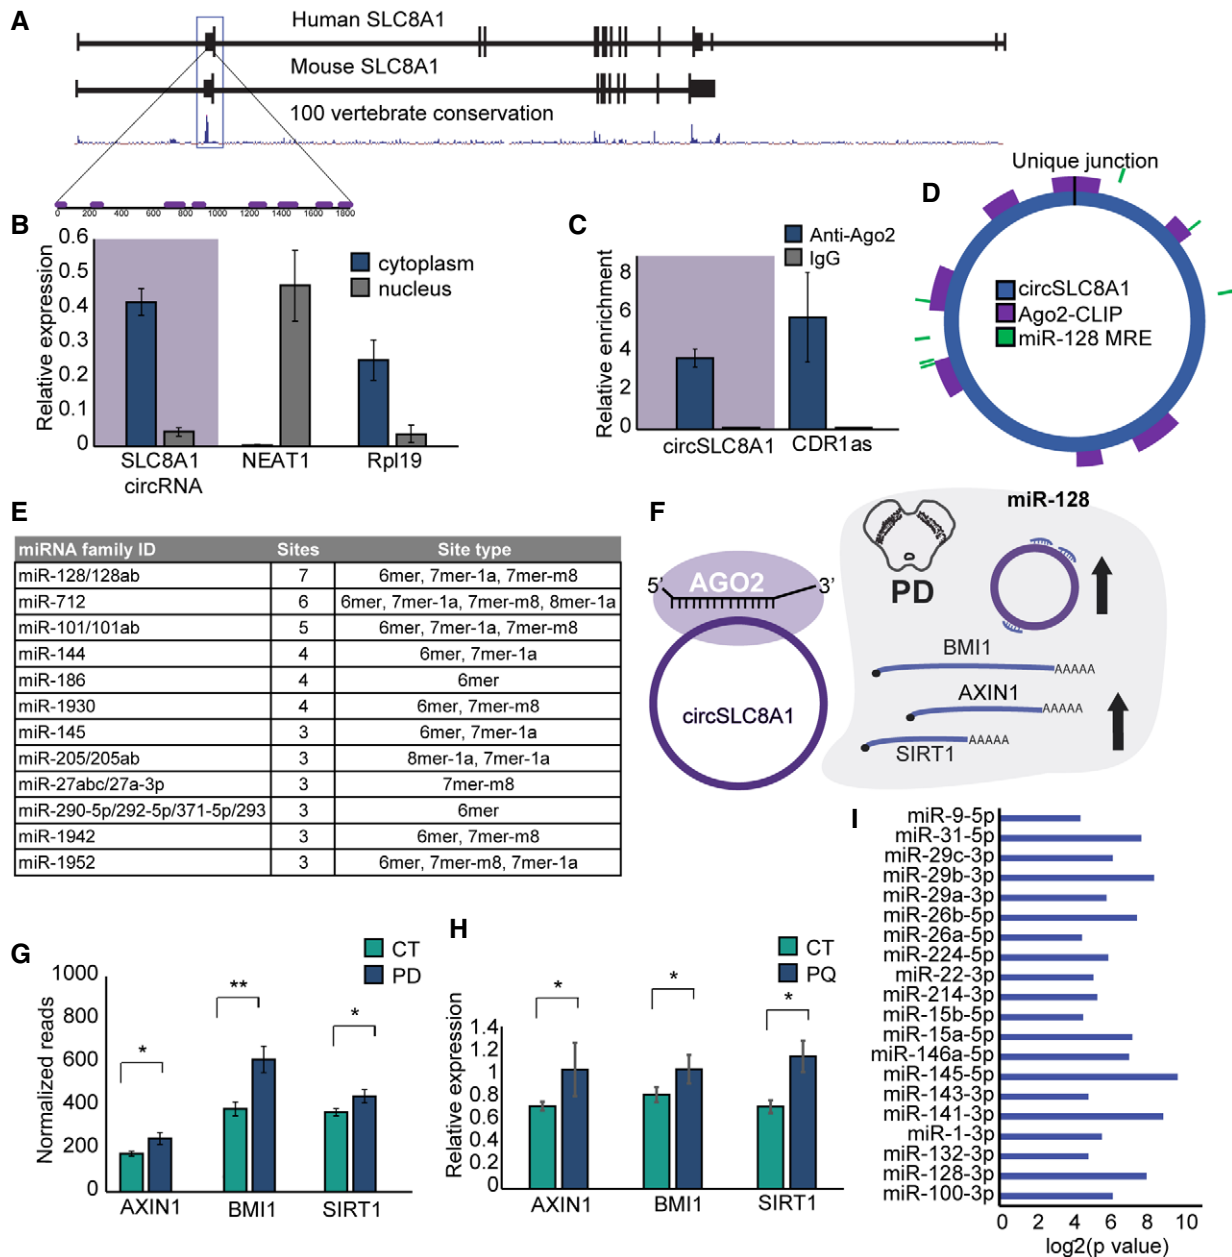 A
Human SLC8A1
Mouse SLC8A1
100 vertebrate conservation
0 200 400 600 800 1000 1200 1400 1600 1800
B
Relative expression
0.6
0.5
0.4
0.3
0.2
0.1
0
cytoplasm
nucleus
SLC8A1 circRNA
NEAT1
Rpl19
C
Relative enrichment
8
6
4
2
0
Anti-Ago2
IgG
circSLC8A1
CDR1as
D
Unique junction
circSLC8A1
Ago2-CLIP
miR-128 MRE
E
miRNA family ID Sites Site type
miR-128/128ab 7 6mer, 7mer-1a, 7mer-m8
miR-712 6 6mer, 7mer-1a, 7mer-m8, 8mer-1a
miR-101/101ab 5 6mer, 7mer-1a, 7mer-m8
miR-144 4 6mer, 7mer-1a
miR-186 4 6mer
miR-1930 4 6mer, 7mer-m8
miR-145 3 6mer, 7mer-1a
miR-205/205ab 3 8mer-1a, 7mer-1a
miR-27abc/27a-3p 3 7mer-m8
miR-290-5p/292-5p/371-5p/293 3 6mer
miR-1942 3 6mer, 7mer-m8
miR-1952 3 6mer, 7mer-m8, 7mer-1a
F
5' AGO2 3'
circSLC8A1
PD
miR-128
BMI1
AAAAA
AXIN1
AAAAA
SIRT1
AAAAA
G
Normalized reads
1000
800
600
400
200
0
CT
PD
*
**
*
AXIN1
BMI1
SIRT1
H
Relative expression
1.4
1.2
1
0.8
0.6
0.4
0.2
0
CT
PQ
*
*
*
AXIN1
BMI1
SIRT1
I
miR-9-5p
miR-31-5p
miR-29c-3p
miR-29b-3p
miR-29a-3p
miR-26b-5p
miR-26a-5p
miR-224-5p
miR-22-3p
miR-214-3p
miR-15b-5p
miR-15a-5p
miR-146a-5p
miR-145-5p
miR-143-3p
miR-141-3p
miR-1-3p
miR-132-3p
miR-128-3p
miR-100-3p
0 2 4 6 8 10
log2(p value)